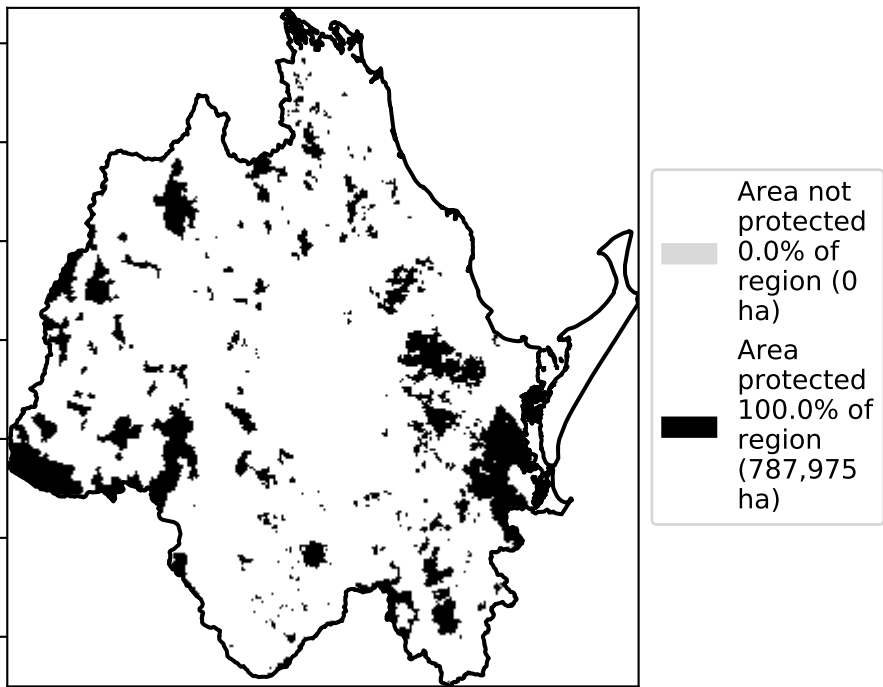 Area not
protected
0.0% of
region (0
ha)
Area
protected
100.0% of
region
(787,975
ha)